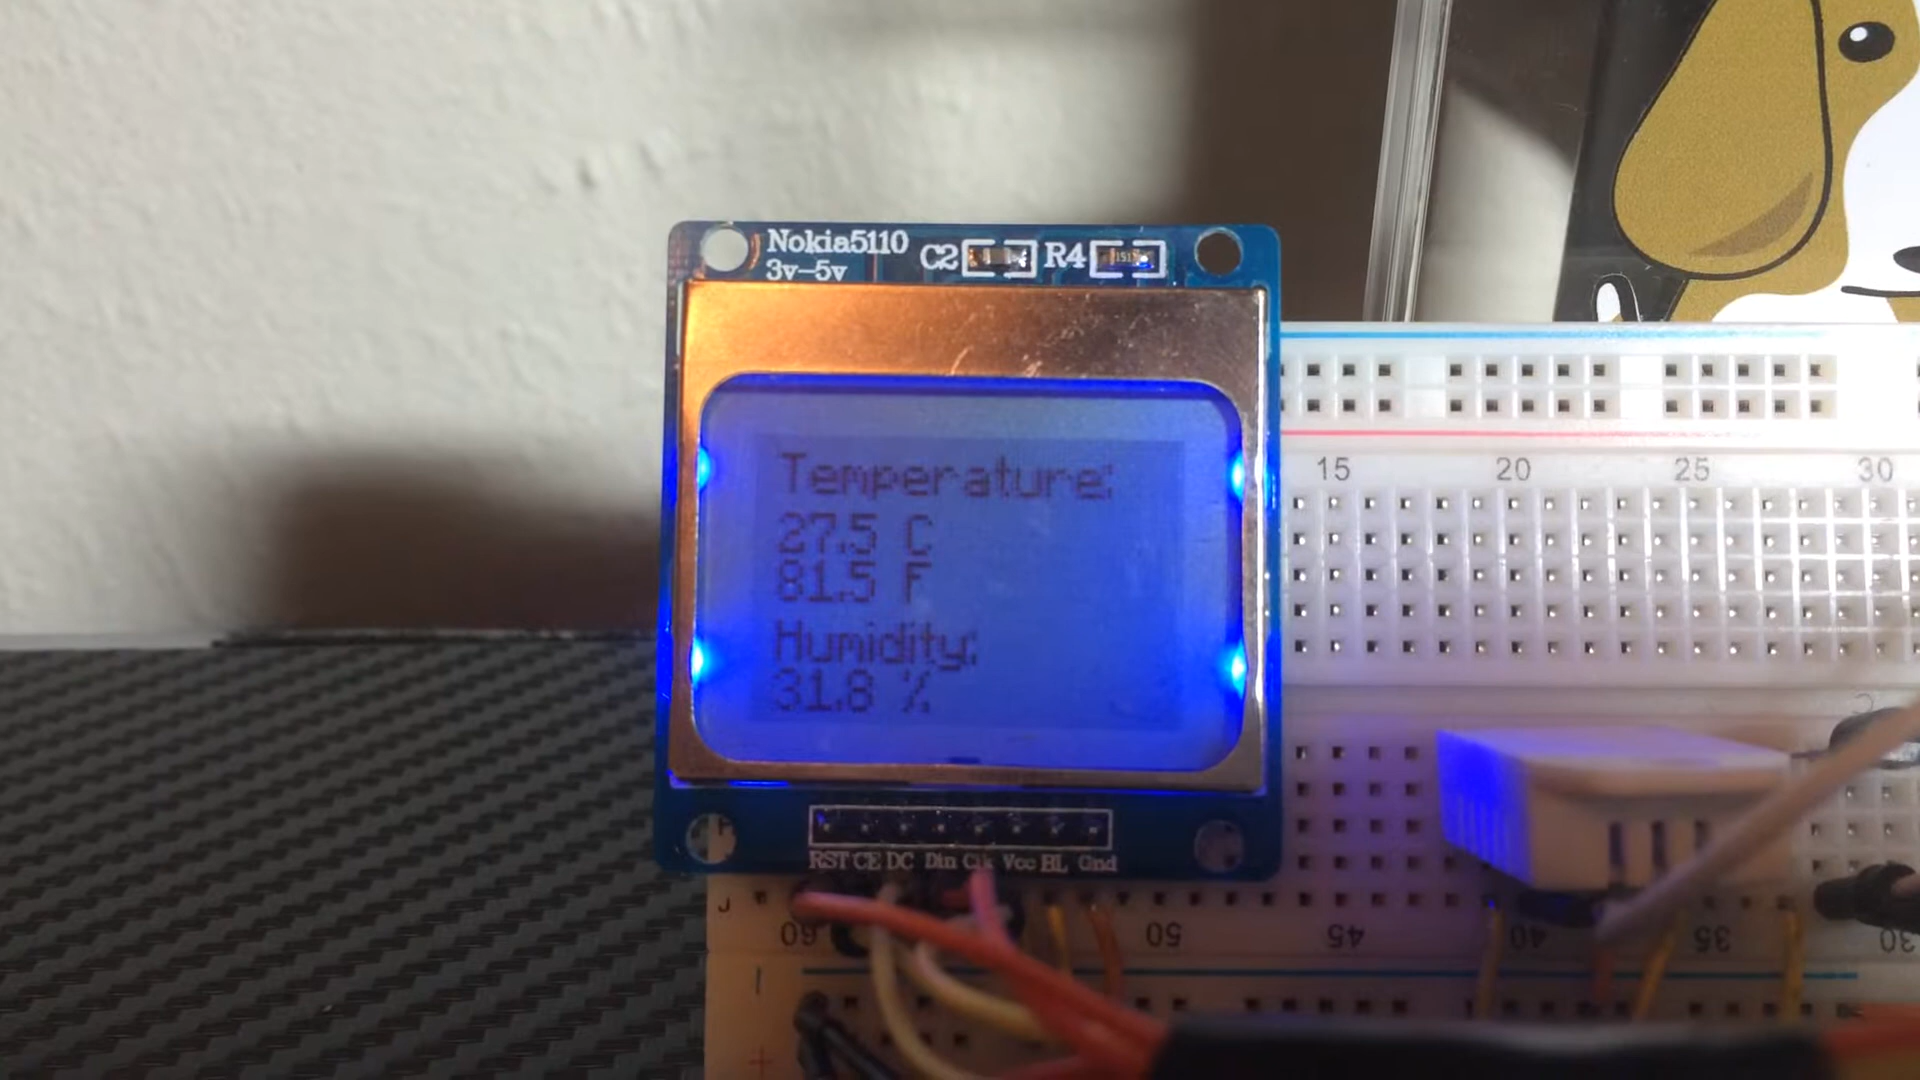 Nokia5110
3v-5v
C2
R4
151
Temperature:
27.5 C
81.5 F
Humidity:
31.8 %
RST CE DC Din Clk Vcc BL Gnd
15 20 25 30
J
60 50 45 40 35 30